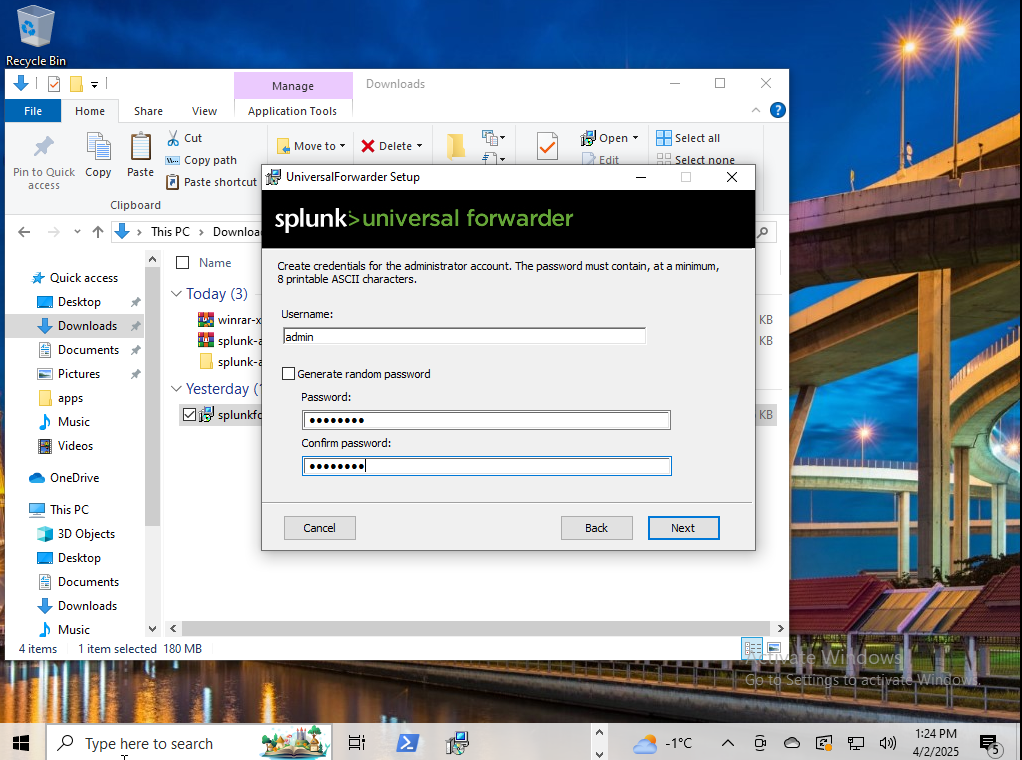 Recycle Bin
Manage
Downloads
File
Home
Share
View
Application Tools
Pin to Quick access
Copy
Paste
Cut
Copy path
Paste shortcut
Clipboard
Move to
Delete
Open
Edit
Select all
Select none
This PC
Name
Quick access
Desktop
Downloads
Documents
Pictures
apps
Music
Videos
OneDrive
This PC
3D Objects
Desktop
Documents
Downloads
Music
Today (3)
winrar-x
splunk-a
splunk-a
Yesterday (
splunkfo
KB
KB
KB
UniversalForwarder Setup
splunk>universal forwarder
Create credentials for the administrator account. The password must contain, at a minimum,
8 printable ASCII characters.
Username:
admin
Generate random password
Password:
●●●●●●●●
Confirm password:
●●●●●●●●
Cancel
Back
Next
4 items
1 item selected
180 MB
Activate Windows
Go to Settings to activate Windows.
Type here to search
-1°C
1:24 PM
4/2/2025
5